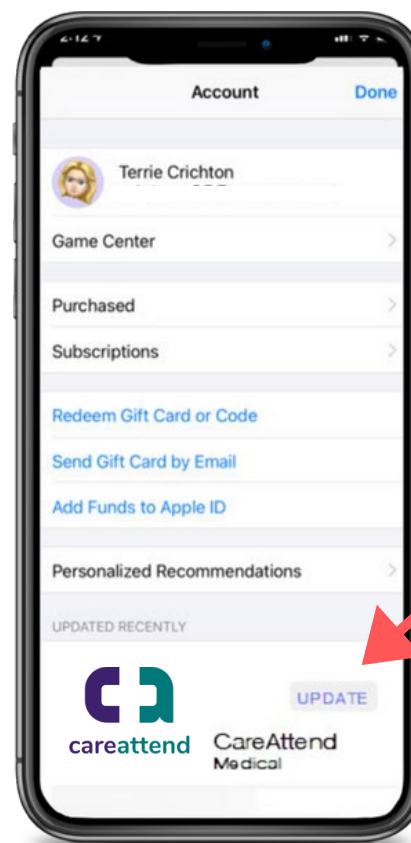 Account
Done
Terrie Crichton
Game Center
Purchased
Subscriptions
Redeem Gift Card or Code
Send Gift Card by Email
Add Funds to Apple ID
Personalized Recommendations
UPDATED RECENTLY
UPDATE
careattend
CareAttend
Medical